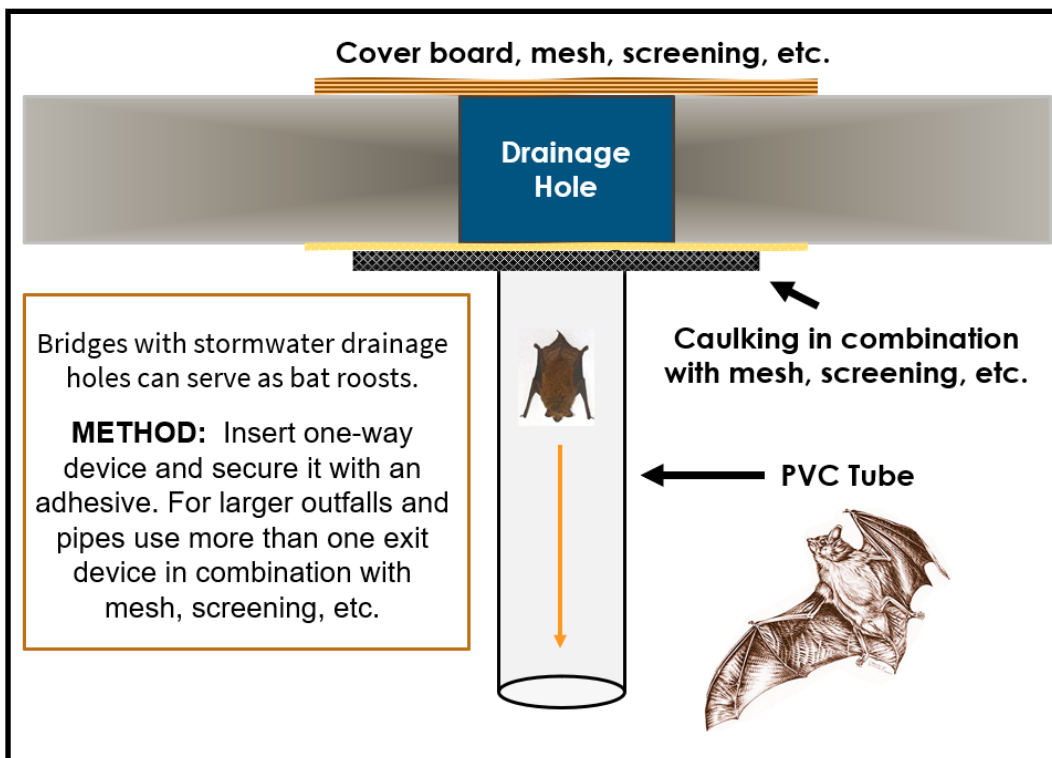 Cover board, mesh, screening, etc.
Drainage
Hole
Caulking in combination
with mesh, screening, etc.
Bridges with stormwater drainage
holes can serve as bat roosts.
METHOD:  Insert one-way
device and secure it with an
adhesive. For larger outfalls and
pipes use more than one exit
device in combination with
mesh, screening, etc.
PVC Tube